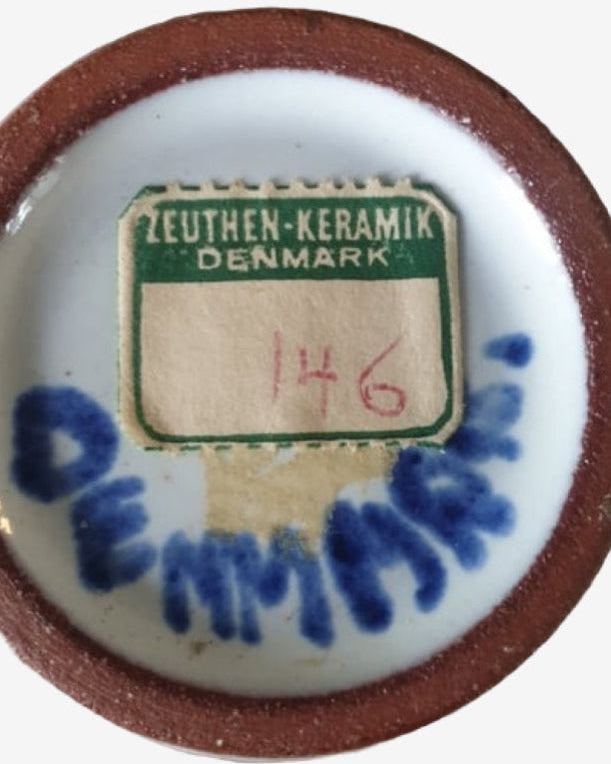 ZEUTHEN-KERAMIK
DENMARK
146
DENMARK.